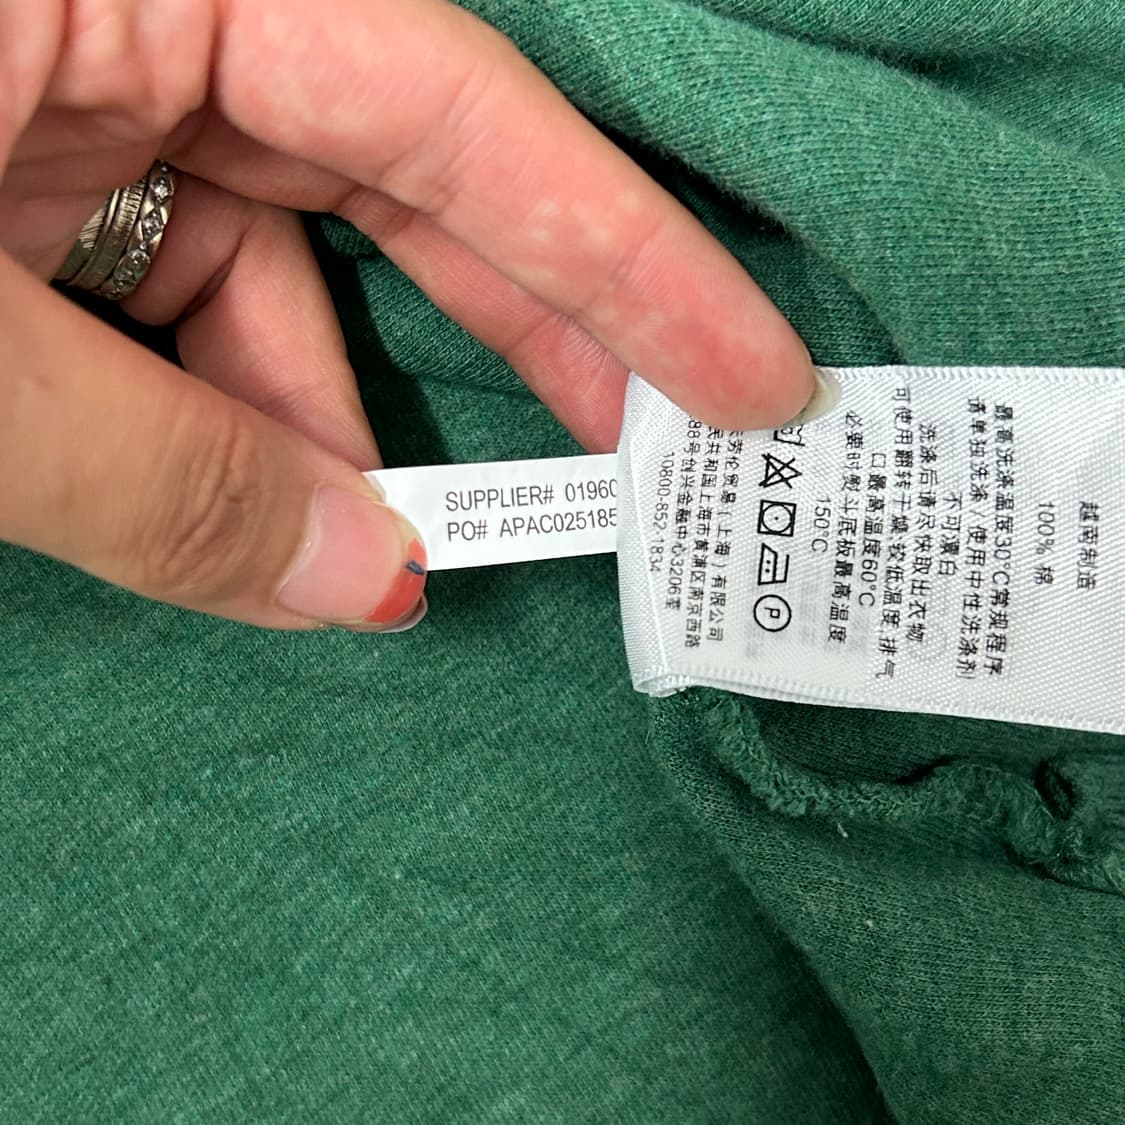 SUPPLIER# 01960
PO# APAC025185
越南制造
100% 棉
最高洗涤温度30°C常规程序
请单独洗涤/使用中性洗涤剂
不可漂白
洗涤后请尽快取出衣物
可使用翻转干燥,较低温度,排气
口最高温度60°C
必要时熨斗底板最高温度
150°C
P
劳伦贸易(上海)有限公司
民共和国上海市黄浦区南京西路
88号创兴金融中心3206室
10800-852-1834